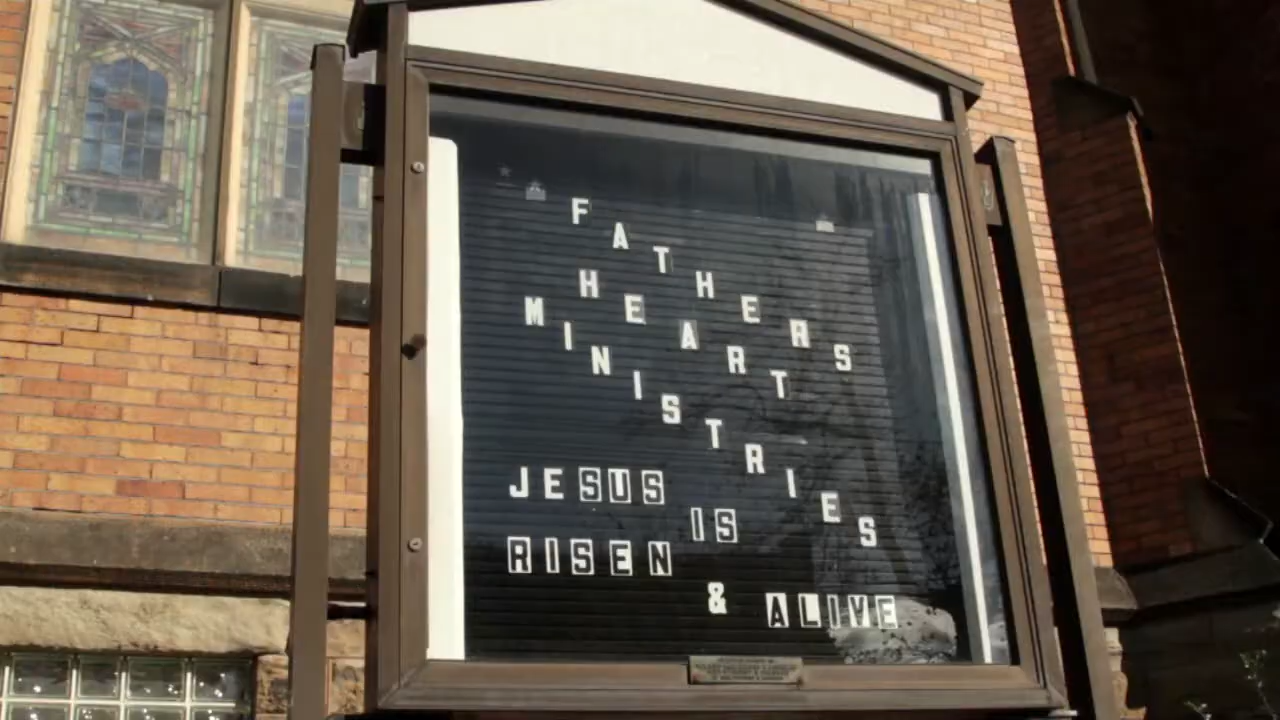 FATHERS
HEART
MINISTRIES
JESUS
IS
RISEN
& ALIVE